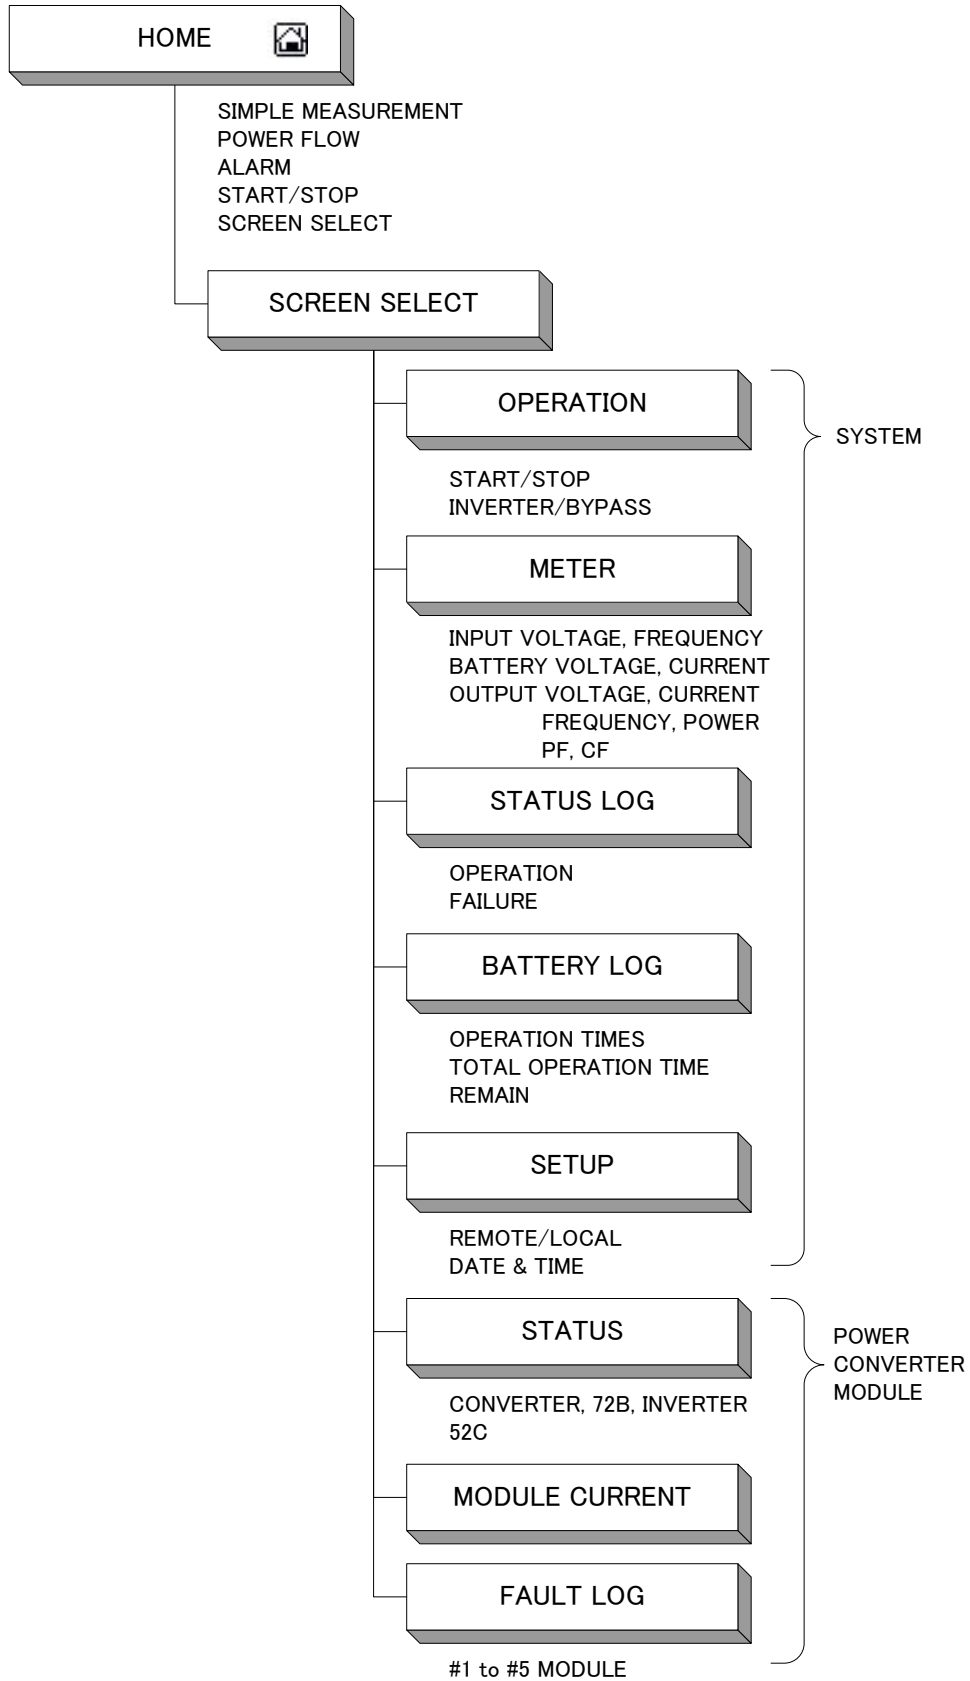 HOME
SIMPLE MEASUREMENT
POWER FLOW
ALARM
START/STOP
SCREEN SELECT
SCREEN SELECT
OPERATION
SYSTEM
START/STOP
INVERTER/BYPASS
METER
INPUT VOLTAGE, FREQUENCY
BATTERY VOLTAGE, CURRENT
OUTPUT VOLTAGE, CURRENT
FREQUENCY, POWER
PF, CF
STATUS LOG
OPERATION
FAILURE
BATTERY LOG
OPERATION TIMES
TOTAL OPERATION TIME
REMAIN
SETUP
REMOTE/LOCAL
DATE & TIME
STATUS
POWER
CONVERTER
MODULE
CONVERTER, 72B, INVERTER
52C
MODULE CURRENT
FAULT LOG
#1 to #5 MODULE